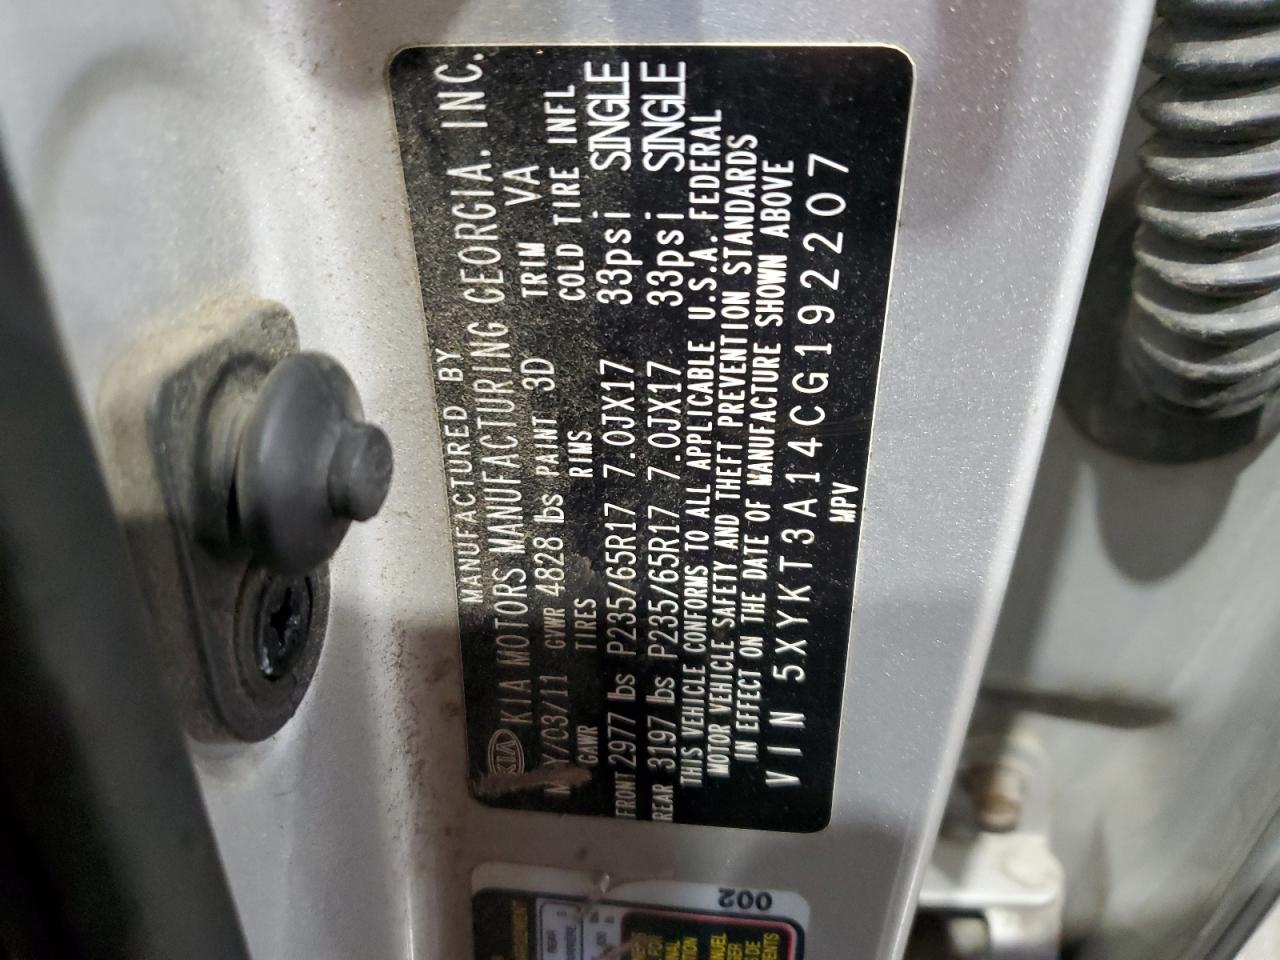 MANUFACTURED BY
KIA KIA MOTORS MANUFACTURING GEORGIA. INC.
M Y/03/11 GVWR 4828 lbs PAINT 3D TRIM VA
GAWR TIRES RIMS COLD TIRE INFL
FRONT 2977 lbs P235/65R17 7.0JX17 33psi SINGLE
REAR 3197 lbs P235/65R17 7.0JX17 33psi SINGLE
THIS VEHICLE CONFORMS TO ALL APPLICABLE U.S.A. FEDERAL
MOTOR VEHICLE SAFETY AND THEFT PREVENTION STANDARDS
IN EFFECT ON THE DATE OF MANUFACTURE SHOWN ABOVE
VIN 5XYKT3A14CG192207
MPV
002